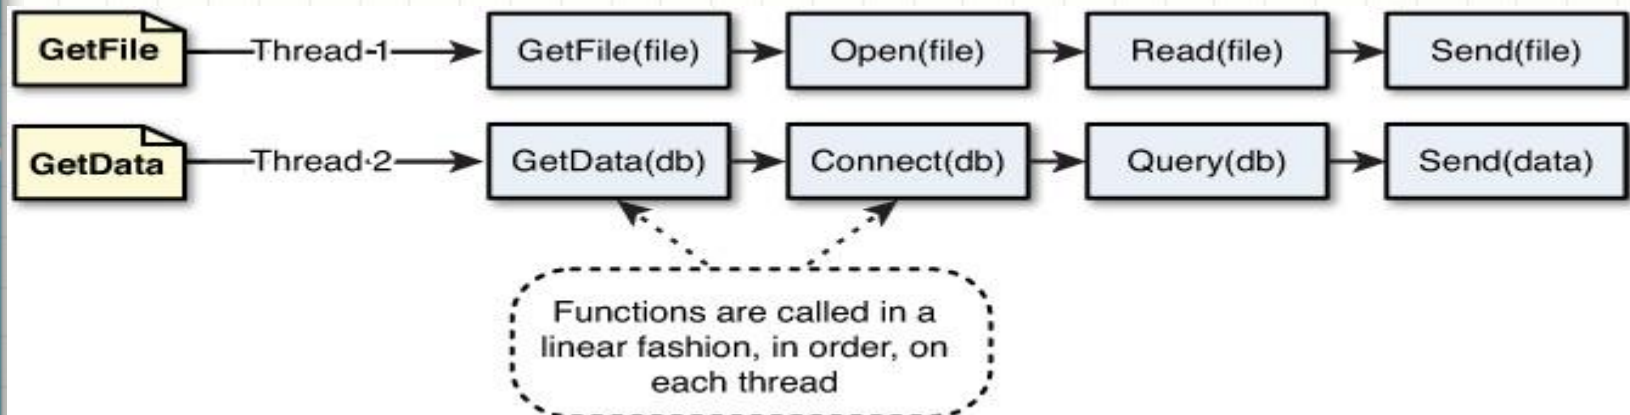 GetFile Thread-1 GetFile(file) Open(file) Read(file) Send(file)
GetData Thread-2 GetData(db) Connect(db) Query(db) Send(data)
Functions are called in a
linear fashion, in order, on
each thread